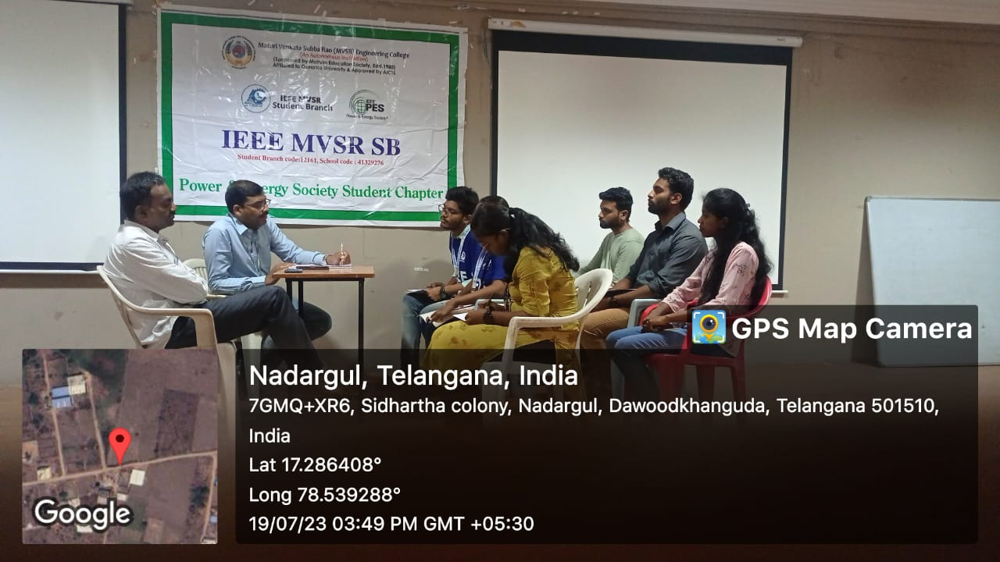 Maturi Venkata Subba Rao (MVSR) Engineering College
(An Autonomous Institution)
(Sponsored by Matrusri Education Society, Estd.1980)
Affiliated to Osmania University & Approved by AICTE
IEEE MVSR
Student Branch
IEEE
PES
Power & Energy Society®
IEEE MVSR SB
Student Branch code:12161, School code : 41329276
Power & Energy Society Student Chapter
GPS Map Camera
Nadargul, Telangana, India
7GMQ+XR6, Sidhartha colony, Nadargul, Dawoodkhanguda, Telangana 501510,
India
Lat 17.286408°
Long 78.539288°
19/07/23 03:49 PM GMT +05:30
Google